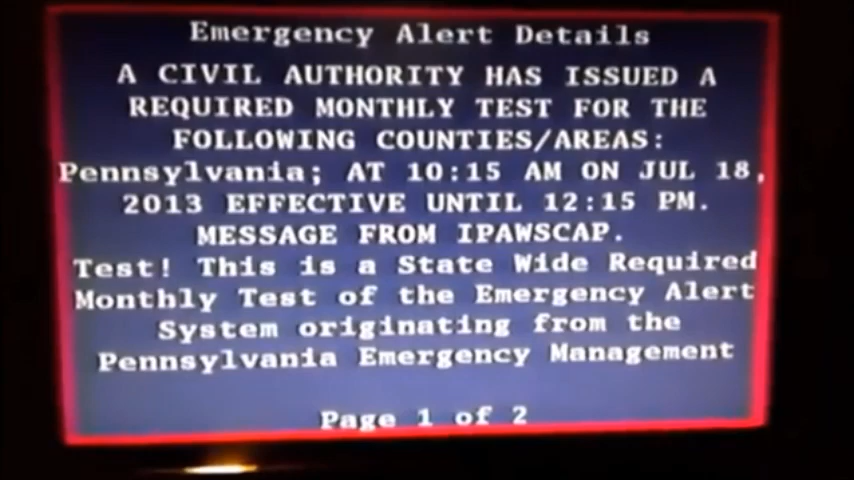 Emergency Alert Details
A CIVIL AUTHORITY HAS ISSUED A
REQUIRED MONTHLY TEST FOR THE
FOLLOWING COUNTIES/AREAS:
Pennsylvania; AT 10:15 AM ON JUL 18,
2013 EFFECTIVE UNTIL 12:15 PM.
MESSAGE FROM IPAWSCAP.
Test! This is a State Wide Required
Monthly Test of the Emergency Alert
System originating from the
Pennsylvania Emergency Management
Page 1 of 2